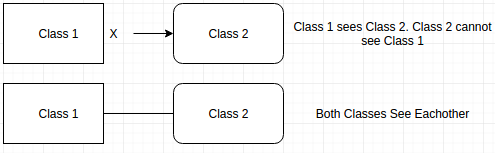 Class 1 X Class 2 Class 1 sees Class 2. Class 2 cannot
see Class 1
Class 1 Class 2 Both Classes See Eachother